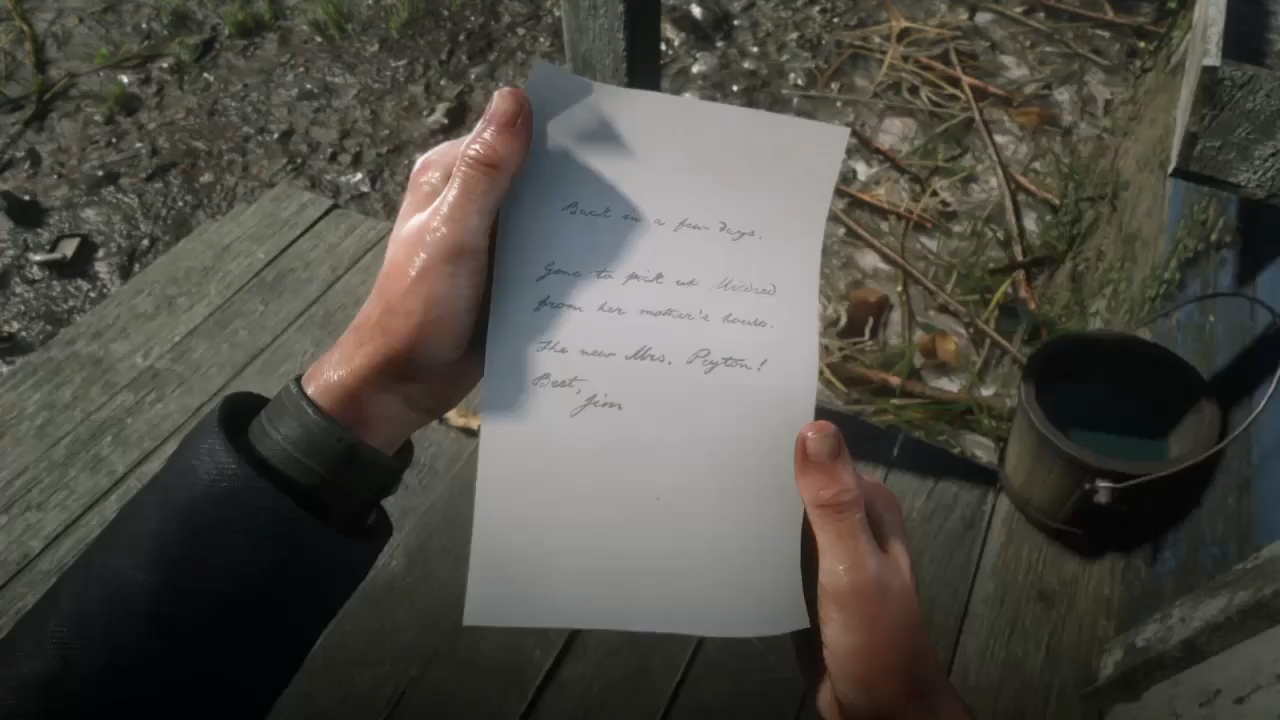 Back in a few days.
Gone to pick up Mildred
from her mother's house.
The new Mrs. Peyton!
Best,
Jim